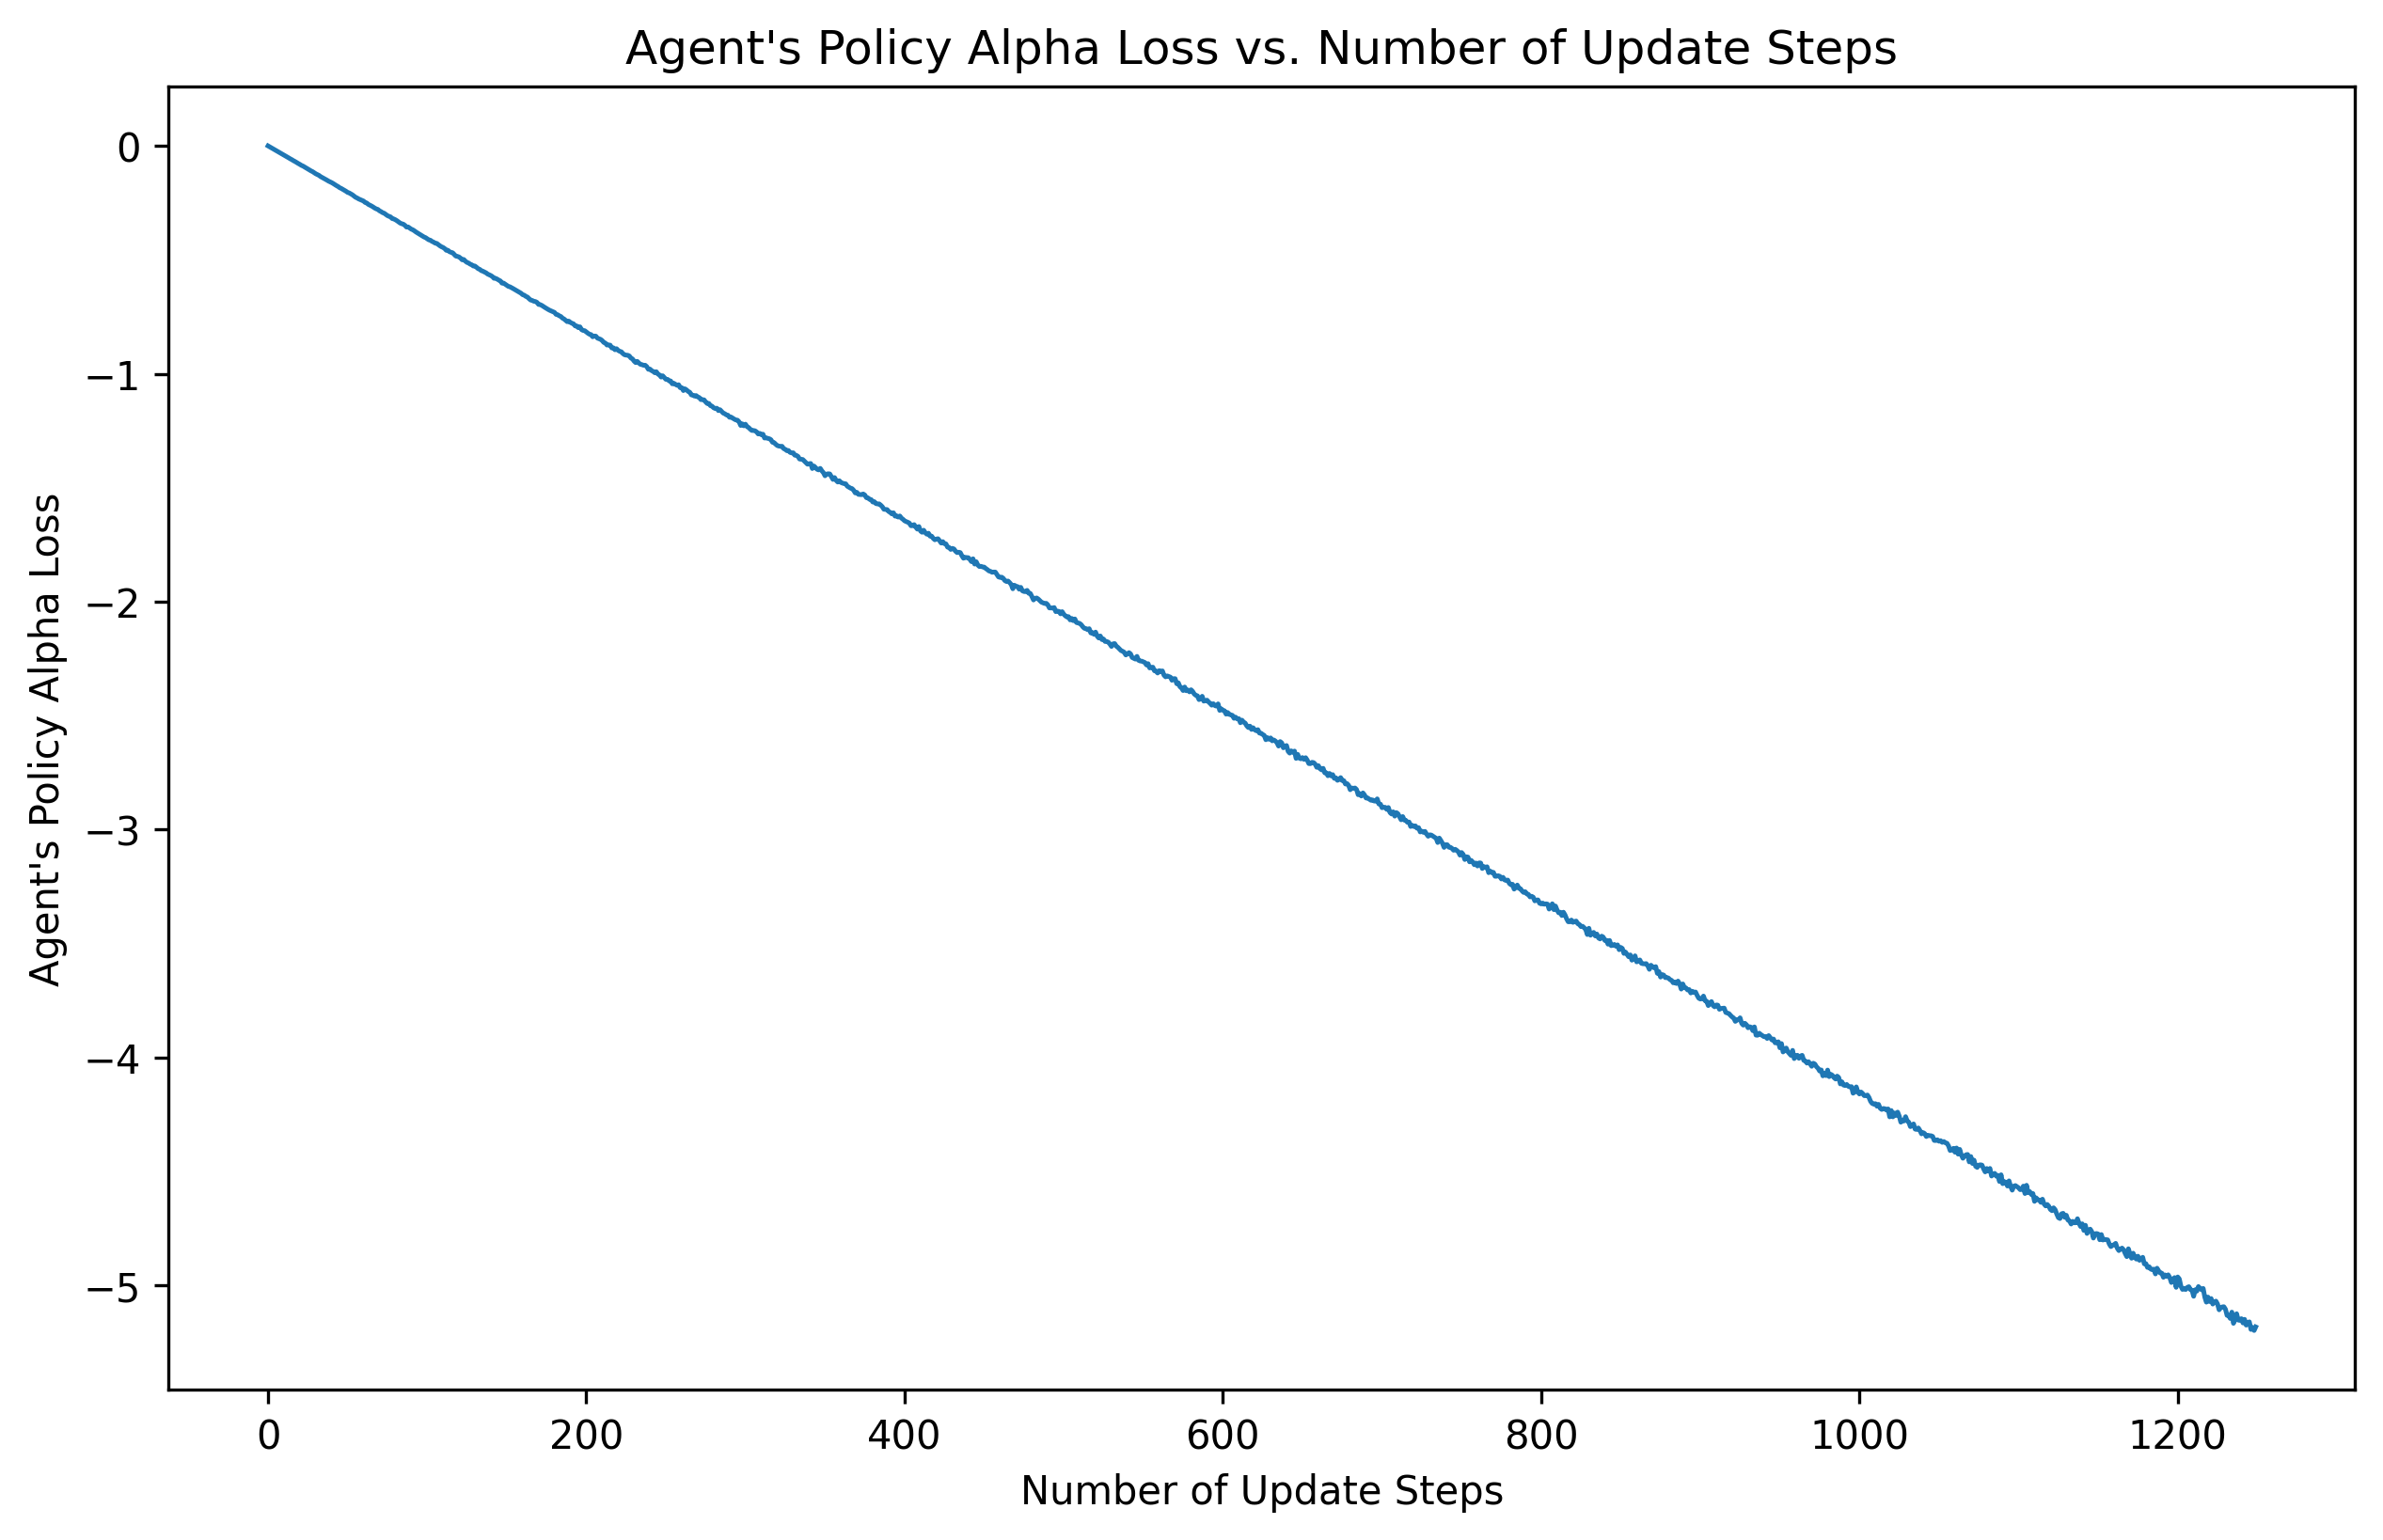 Agent's Policy Alpha Loss vs. Number of Update Steps
Agent's Policy Alpha Loss
0
−1
−2
−3
−4
−5
0 200 400 600 800 1000 1200
Number of Update Steps